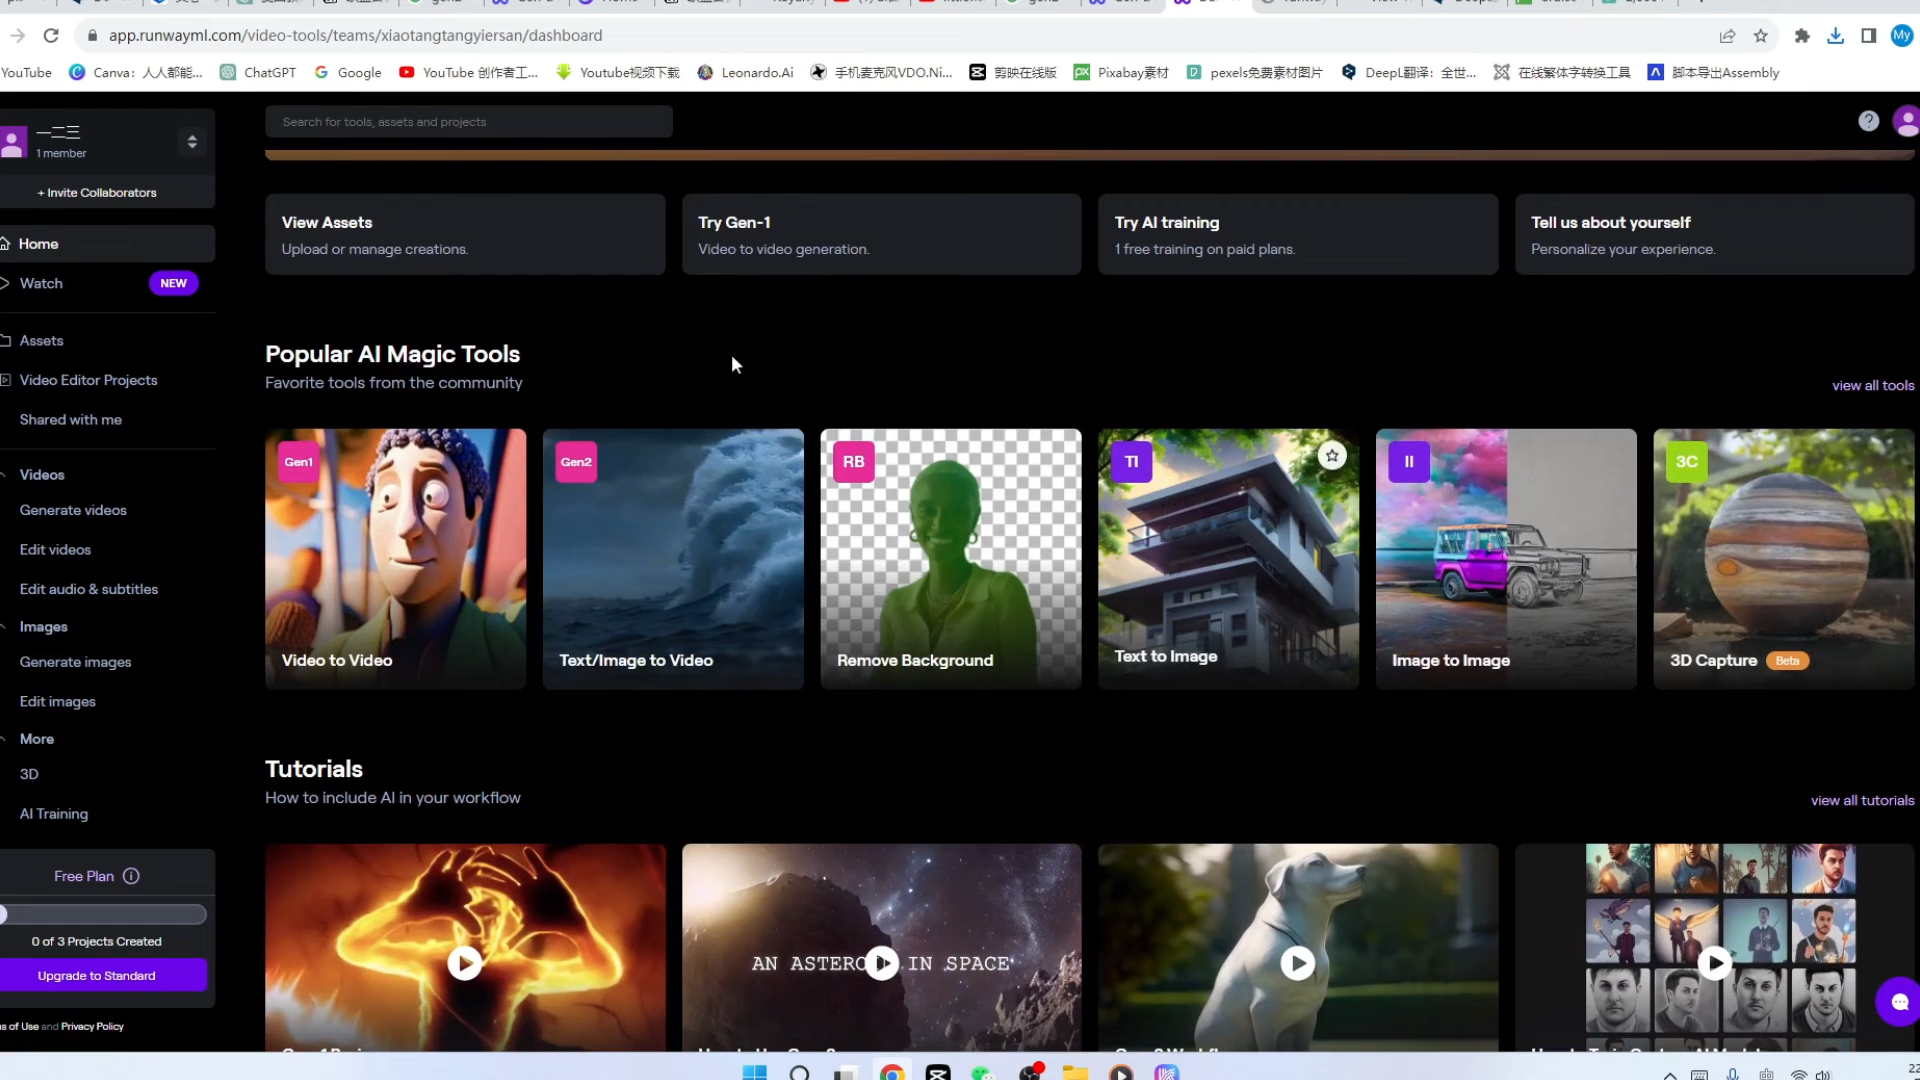 app.runwayml.com/video-tools/teams/xiaotangtangyiersan/dashboard
My
YouTube
Canva：人人都能...
ChatGPT
Google
YouTube 创作者工...
Youtube视频下载
Leonardo.Ai
手机麦克风VDO.Ni...
剪映在线版
Pixabay素材
pexels免费素材图片
DeepL翻译：全世...
在线繁体字转换工具
脚本导出Assembly
一二三
1 member
+ Invite Collaborators
Home
Watch
NEW
Assets
Video Editor Projects
Shared with me
Videos
Generate videos
Edit videos
Edit audio & subtitles
Images
Generate images
Edit images
More
3D
AI Training
Free Plan
0 of 3 Projects Created
Upgrade to Standard
s of Use and Privacy Policy
Search for tools, assets and projects
View Assets
Upload or manage creations.
Try Gen-1
Video to video generation.
Try AI training
1 free training on paid plans.
Tell us about yourself
Personalize your experience.
Popular AI Magic Tools
Favorite tools from the community
view all tools
Gen1
Video to Video
Gen2
Text/Image to Video
RB
Remove Background
TI
Text to Image
II
Image to Image
3C
3D Capture
Beta
Tutorials
How to include AI in your workflow
view all tutorials
AN ASTERO IN SPACE
22